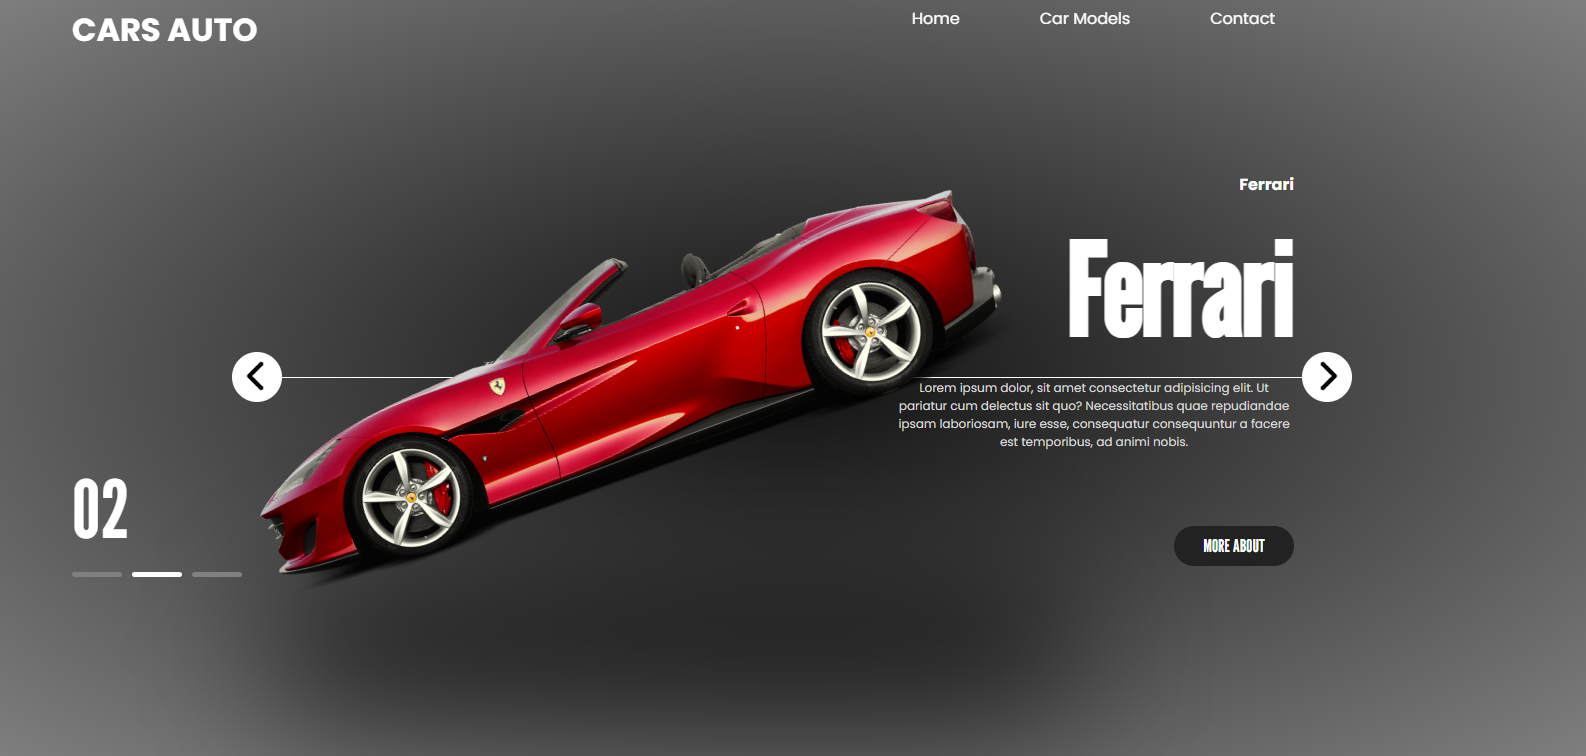 CARS AUTO
Home
Car Models
Contact
Ferrari
Ferrari
Lorem ipsum dolor, sit amet consectetur adipisicing elit. Ut
pariatur cum delectus sit quo? Necessitatibus quae repudiandae
ipsam laboriosam, iure esse, consequatur consequuntur a facere
est temporibus, ad animi nobis.
02
MORE ABOUT